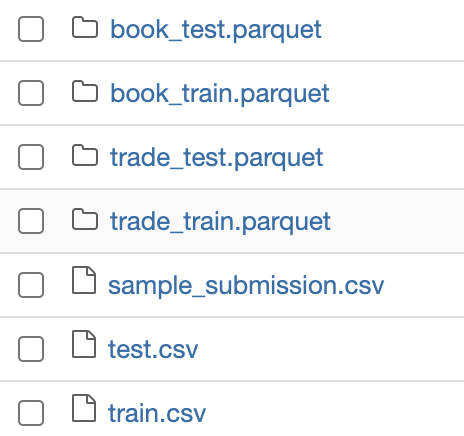 book_test.parquet
book_train.parquet
trade_test.parquet
trade_train.parquet
sample_submission.csv
test.csv
train.csv